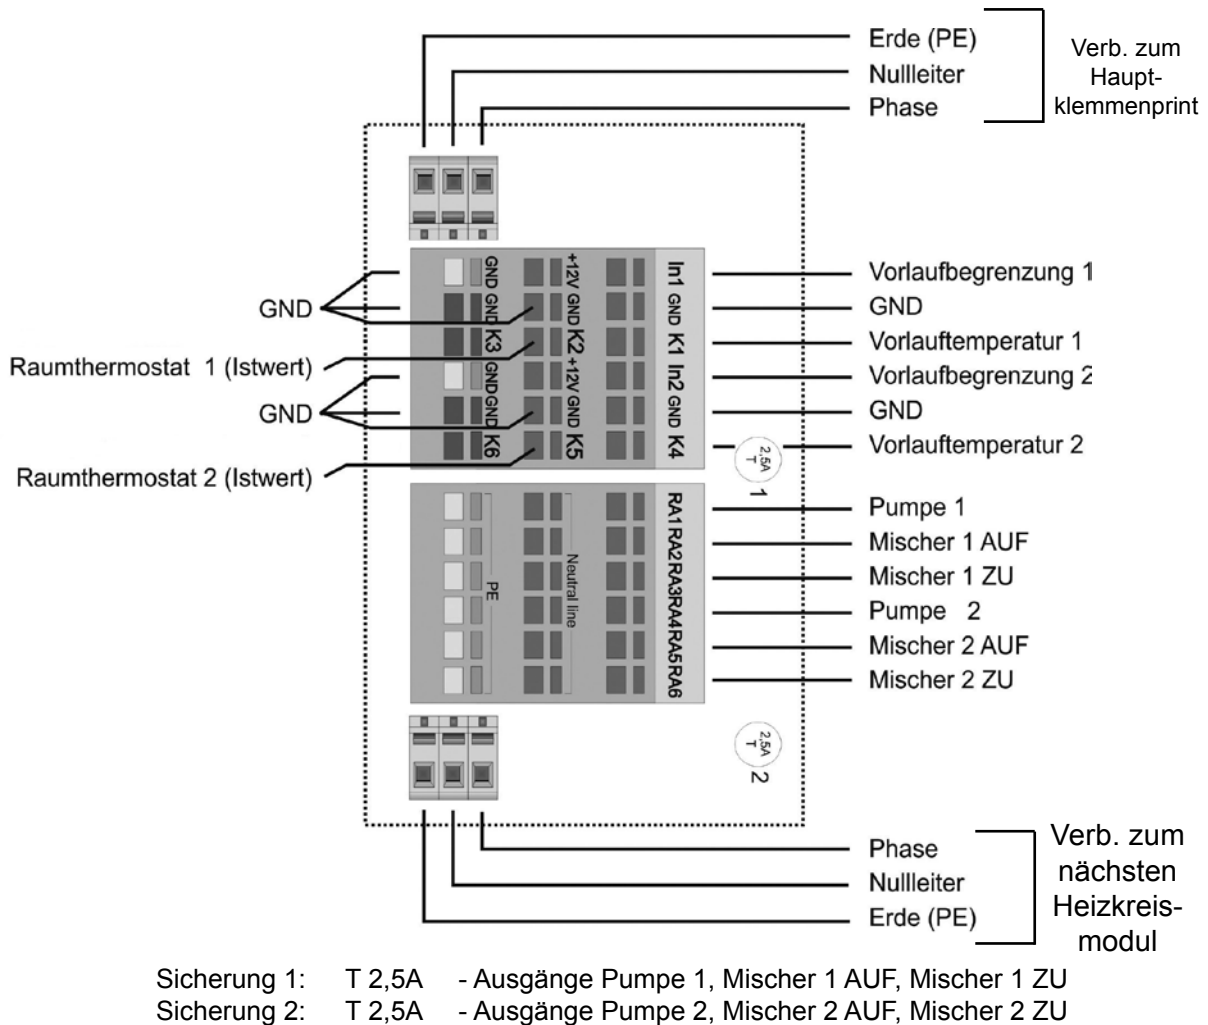 Erde (PE)
Nullleiter
Phase
Verb. zum
Haupt-
klemmenprint
GND
Raumthermostat 1 (Istwert)
GND
Raumthermostat 2 (Istwert)
GND GND K3 GND GND K6
+12V GND K2 +12V GND K5
In1 GND K1 In2 GND K4
Vorlaufbegrenzung 1
GND
Vorlauftemperatur 1
Vorlaufbegrenzung 2
GND
Vorlauftemperatur 2
2,5A
T
1
PE
Neutral line
RA1 RA2 RA3 RA4 RA5 RA6
Pumpe 1
Mischer 1 AUF
Mischer 1 ZU
Pumpe 2
Mischer 2 AUF
Mischer 2 ZU
2,5A
T
2
Phase
Nullleiter
Erde (PE)
Verb. zum
nächsten
Heizkreis-
modul
Sicherung 1: T 2,5A - Ausgänge Pumpe 1, Mischer 1 AUF, Mischer 1 ZU
Sicherung 2: T 2,5A - Ausgänge Pumpe 2, Mischer 2 AUF, Mischer 2 ZU